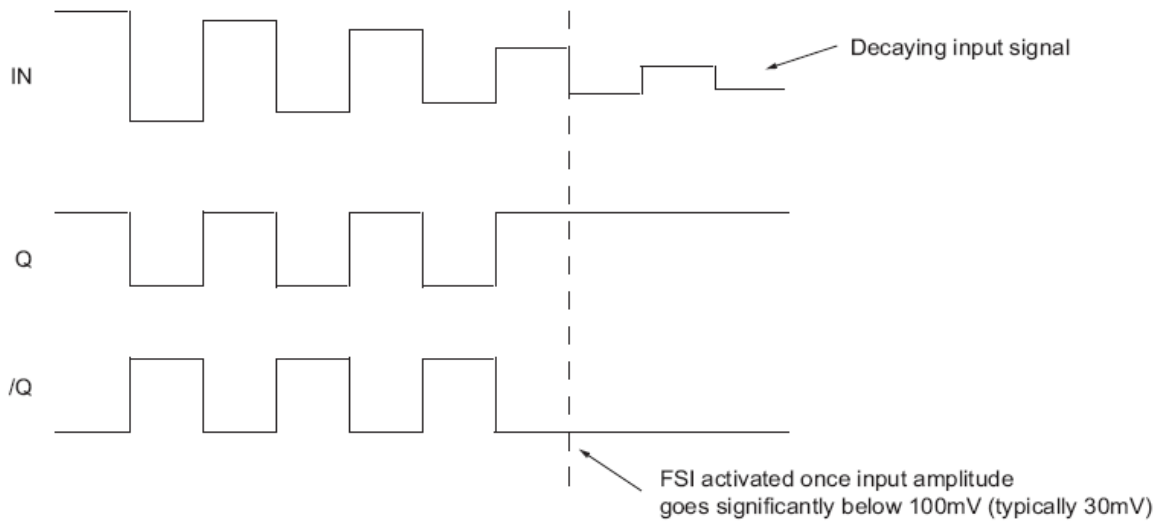 IN
Decaying input signal
Q
/Q
FSI activated once input amplitude
goes significantly below 100mV (typically 30mV)